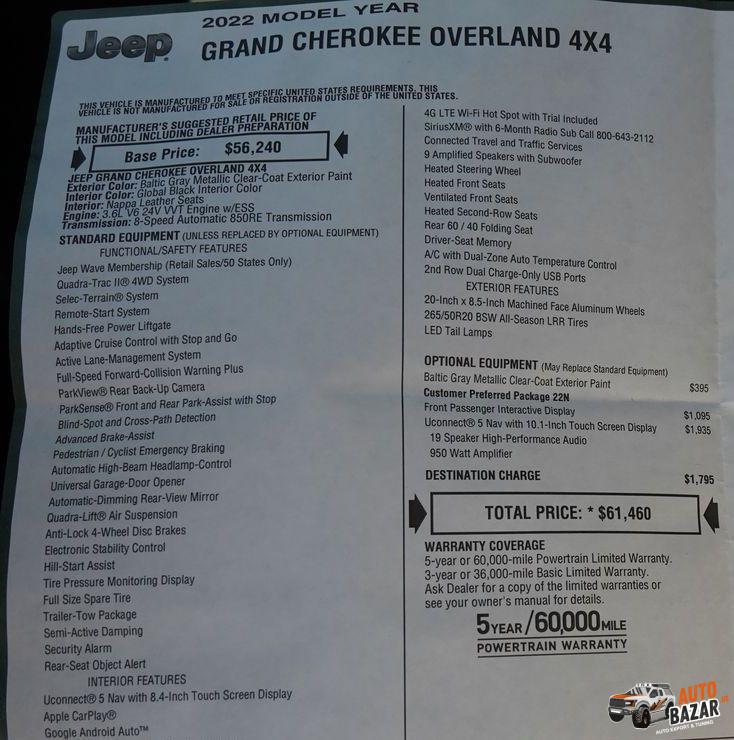 Jeep
2022 MODEL YEAR
GRAND CHEROKEE OVERLAND 4X4
THIS VEHICLE IS MANUFACTURED TO MEET SPECIFIC UNITED STATES REQUIREMENTS. THIS
VEHICLE IS NOT MANUFACTURED FOR SALE OR REGISTRATION OUTSIDE OF THE UNITED STATES.
MANUFACTURER'S SUGGESTED RETAIL PRICE OF
THIS MODEL INCLUDING DEALER PREPARATION
Base Price: $56,240
JEEP GRAND CHEROKEE OVERLAND 4X4
Exterior Color: Baltic Gray Metallic Clear-Coat Exterior Paint
Interior Color: Global Black Interior Color
Interior: Nappa Leather Seats
Engine: 3.6L V6 24V VVT Engine w/ESS
Transmission: 8-Speed Automatic 850RE Transmission
STANDARD EQUIPMENT (UNLESS REPLACED BY OPTIONAL EQUIPMENT)
FUNCTIONAL/SAFETY FEATURES
Jeep Wave Membership (Retail Sales/50 States Only)
Quadra-Trac II® 4WD System
Selec-Terrain® System
Remote-Start System
Hands-Free Power Liftgate
Adaptive Cruise Control with Stop and Go
Active Lane-Management System
Full-Speed Forward-Collision Warning Plus
ParkView® Rear Back-Up Camera
ParkSense® Front and Rear Park-Assist with Stop
Blind-Spot and Cross-Path Detection
Advanced Brake-Assist
Pedestrian / Cyclist Emergency Braking
Automatic High-Beam Headlamp-Control
Universal Garage-Door Opener
Automatic-Dimming Rear-View Mirror
Quadra-Lift® Air Suspension
Anti-Lock 4-Wheel Disc Brakes
Electronic Stability Control
Hill-Start Assist
Tire Pressure Monitoring Display
Full Size Spare Tire
Trailer-Tow Package
Semi-Active Damping
Security Alarm
Rear-Seat Object Alert
INTERIOR FEATURES
Uconnect® 5 Nav with 8.4-Inch Touch Screen Display
Apple CarPlay®
Google Android Auto™
4G LTE Wi-Fi Hot Spot with Trial Included
SiriusXM® with 6-Month Radio Sub Call 800-643-2112
Connected Travel and Traffic Services
9 Amplified Speakers with Subwoofer
Heated Steering Wheel
Heated Front Seats
Ventilated Front Seats
Heated Second-Row Seats
Rear 60 / 40 Folding Seat
Driver-Seat Memory
A/C with Dual-Zone Auto Temperature Control
2nd Row Dual Charge-Only USB Ports
EXTERIOR FEATURES
20-Inch x 8.5-Inch Machined Face Aluminum Wheels
265/50R20 BSW All-Season LRR Tires
LED Tail Lamps
OPTIONAL EQUIPMENT (May Replace Standard Equipment)
Baltic Gray Metallic Clear-Coat Exterior Paint $395
Customer Preferred Package 22N
Front Passenger Interactive Display $1,095
Uconnect® 5 Nav with 10.1-Inch Touch Screen Display $1,935
19 Speaker High-Performance Audio
950 Watt Amplifier
DESTINATION CHARGE $1,795
TOTAL PRICE: * $61,460
WARRANTY COVERAGE
5-year or 60,000-mile Powertrain Limited Warranty.
3-year or 36,000-mile Basic Limited Warranty.
Ask Dealer for a copy of the limited warranties or
see your owner's manual for details.
5 YEAR / 60,000 MILE
POWERTRAIN WARRANTY
AUTO
BAZAR
AUTO EXPORT & TUNING